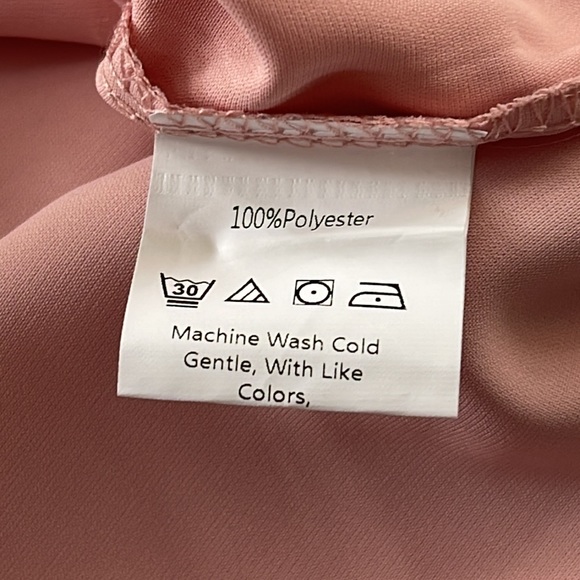 100%Polyester
30
Machine Wash Cold
Gentle, With Like
Colors,